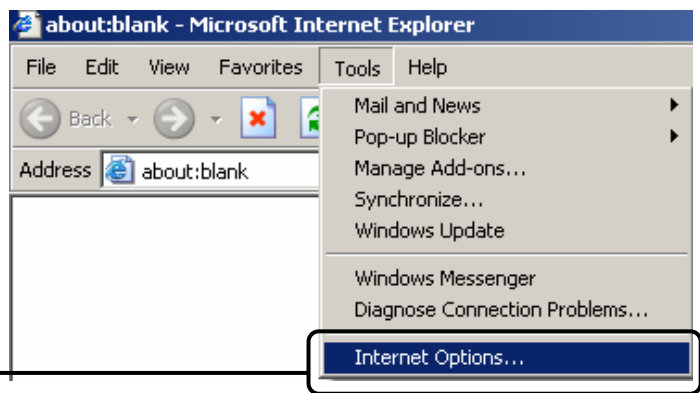 about:blank - Microsoft Internet Explorer
File Edit View Favorites Tools Help
Back
Address about:blank
Mail and News
Pop-up Blocker
Manage Add-ons...
Synchronize...
Windows Update
Windows Messenger
Diagnose Connection Problems...
Internet Options...